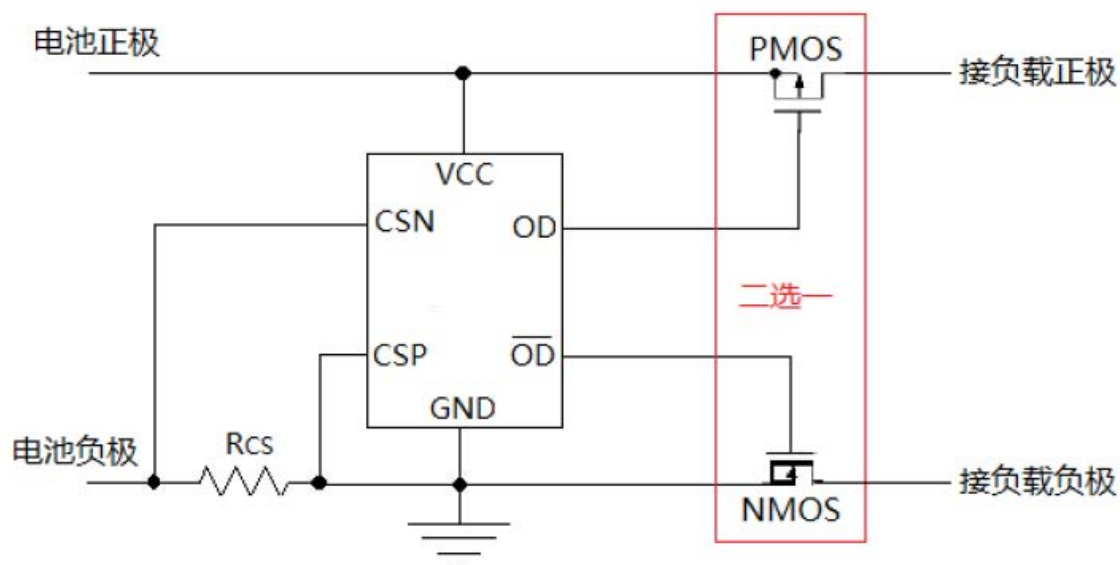 电池正极
PMOS
接负载正极
VCC
CSN
OD
二选一
CSP
OD
GND
电池负极
Rcs
接负载负极
NMOS